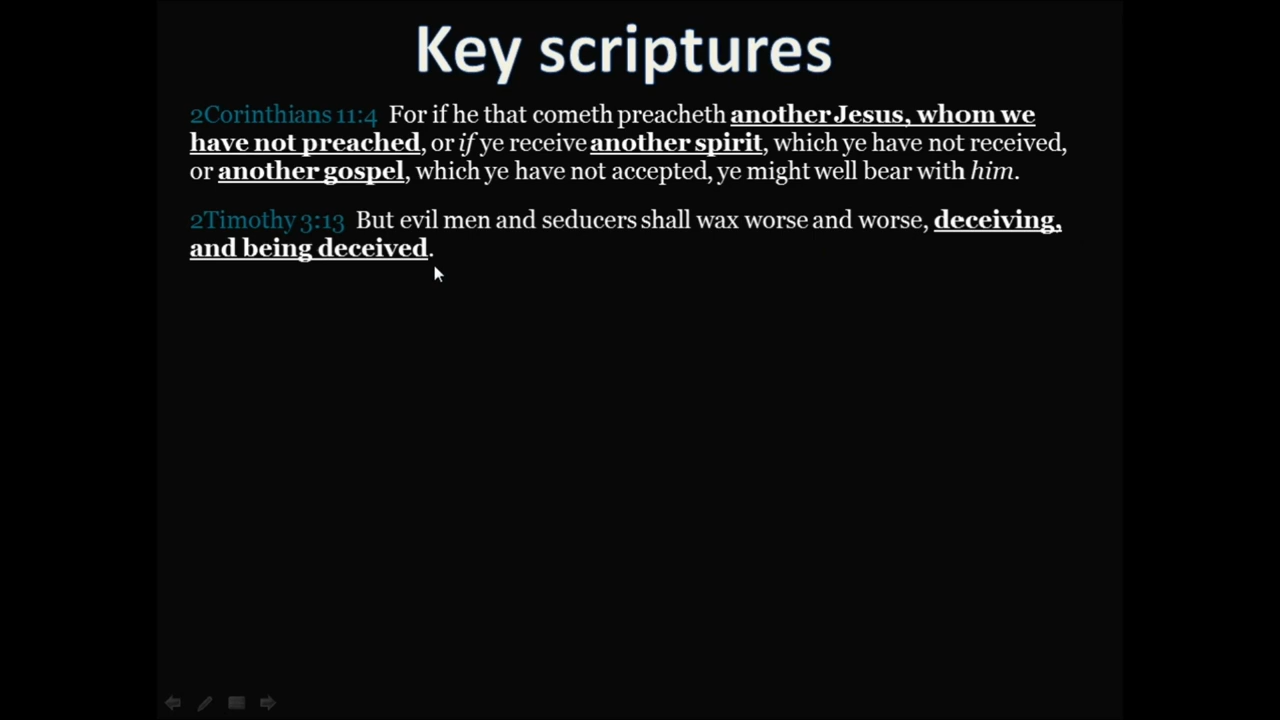 Key scriptures
2Corinthians 11:4 For if he that cometh preacheth another Jesus, whom we
have not preached, or if ye receive another spirit, which ye have not received,
or another gospel, which ye have not accepted, ye might well bear with him.
2Timothy 3:13 But evil men and seducers shall wax worse and worse, deceiving,
and being deceived.